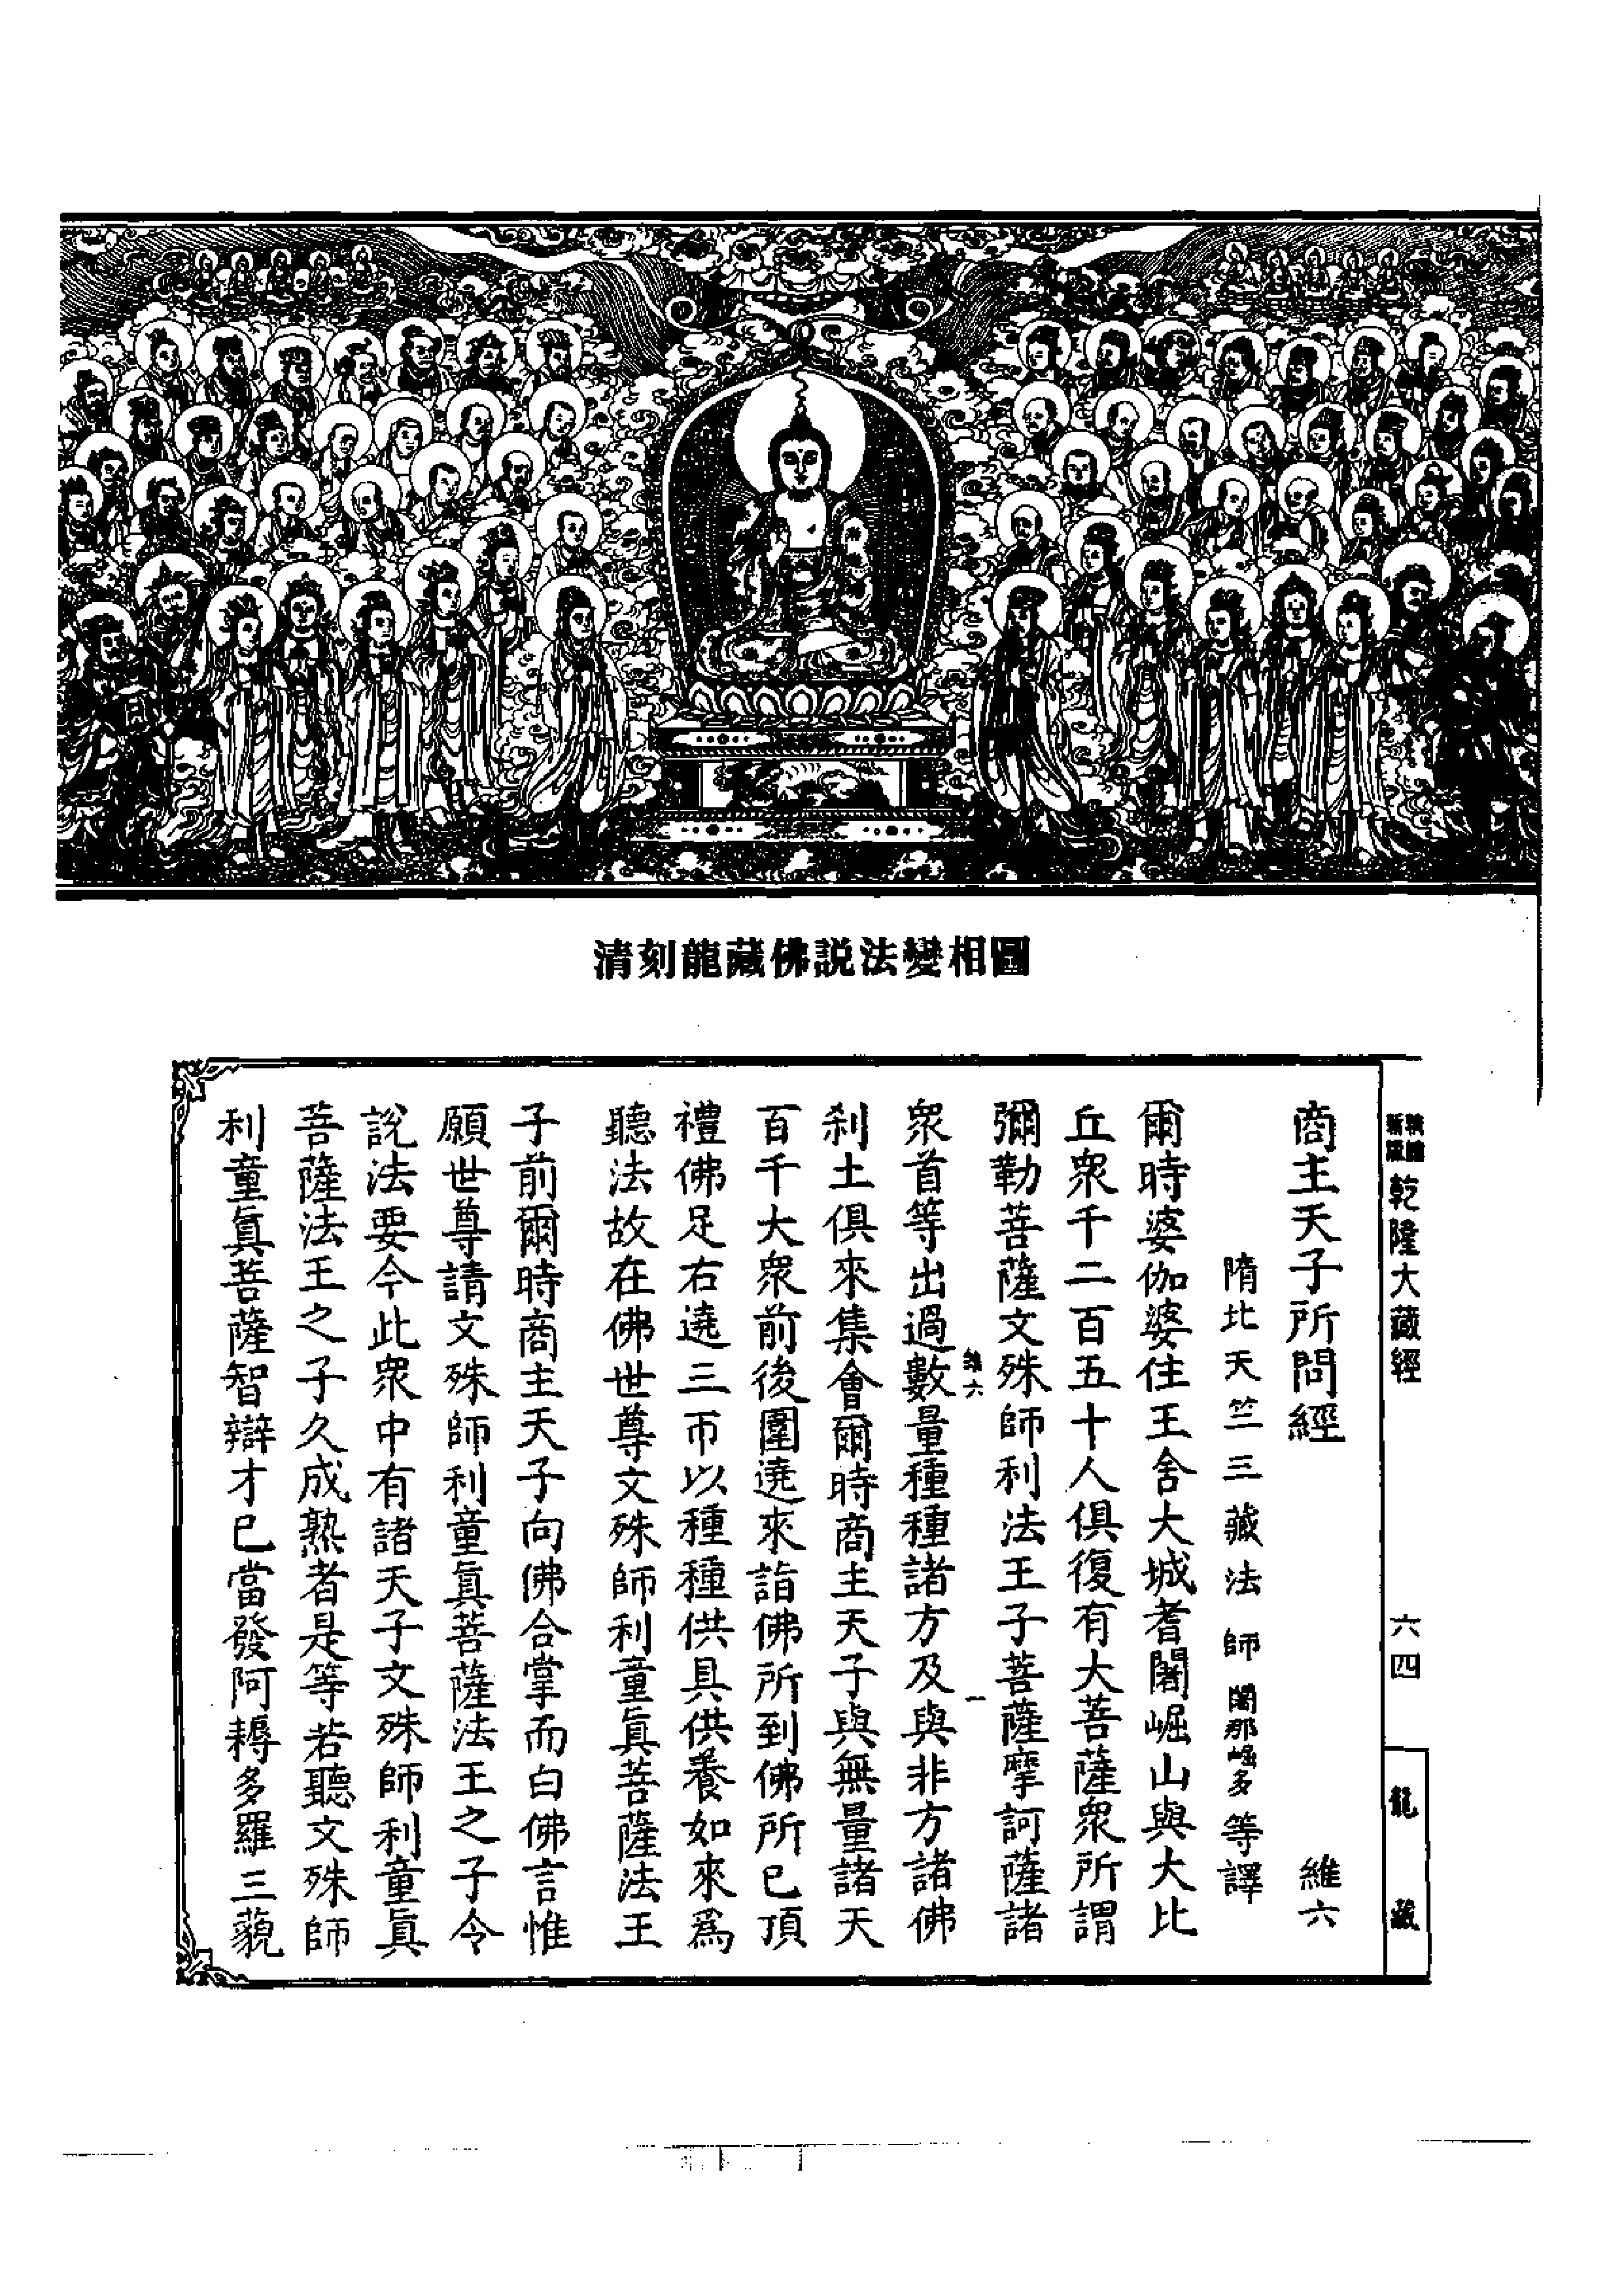 清刻龍藏佛説法變相圖
乾隆大藏經
六四
龍藏
商主天子所問經
維六
隋北天竺三藏法師闍那崛多等譯
爾時婆伽婆住王舍大城耆闍崛山與大比
丘衆千二百五十人俱復有大菩薩衆所謂
彌勒菩薩文殊師利法王子菩薩摩訶薩諸
維六
一
衆首等出過數量種種諸方及與非方諸佛
刹土俱來集會爾時商主天子與無量諸天
百千大衆前後圍遶來詣佛所到佛所已頂
禮佛足右遶三帀以種種供具供養如來爲
聽法故在佛世尊文殊師利童眞菩薩法王
子前爾時商主天子向佛合掌而白佛言惟
願世尊請文殊師利童眞菩薩法王之子令
説法要今此衆中有諸天子文殊師利童眞
菩薩法王之子久成熟者是等若聽文殊師
利童眞菩薩智辯才已當發阿耨多羅三藐